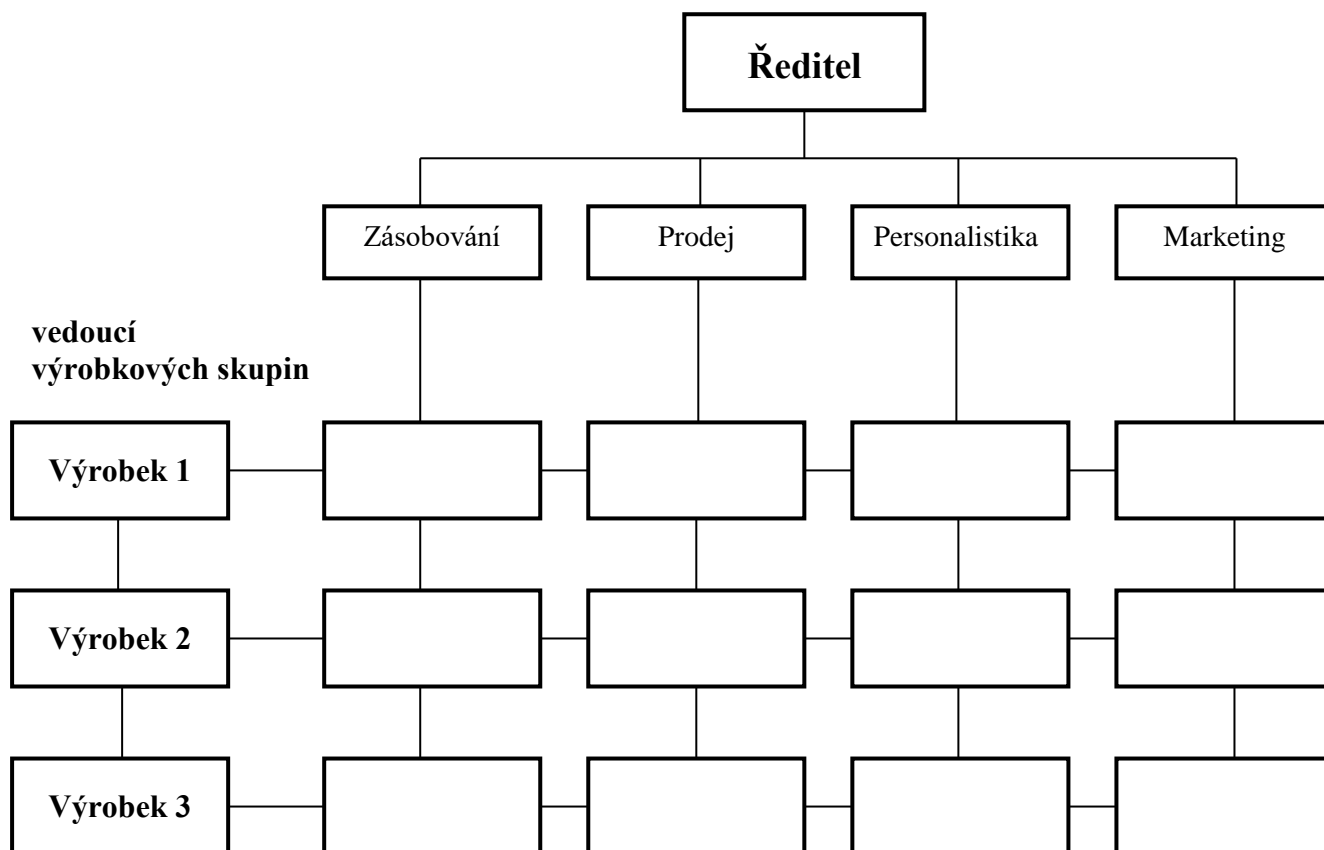 Ředitel
Zásobování
Prodej
Personalistika
Marketing
vedoucí
výrobkových skupin
Výrobek 1
Výrobek 2
Výrobek 3